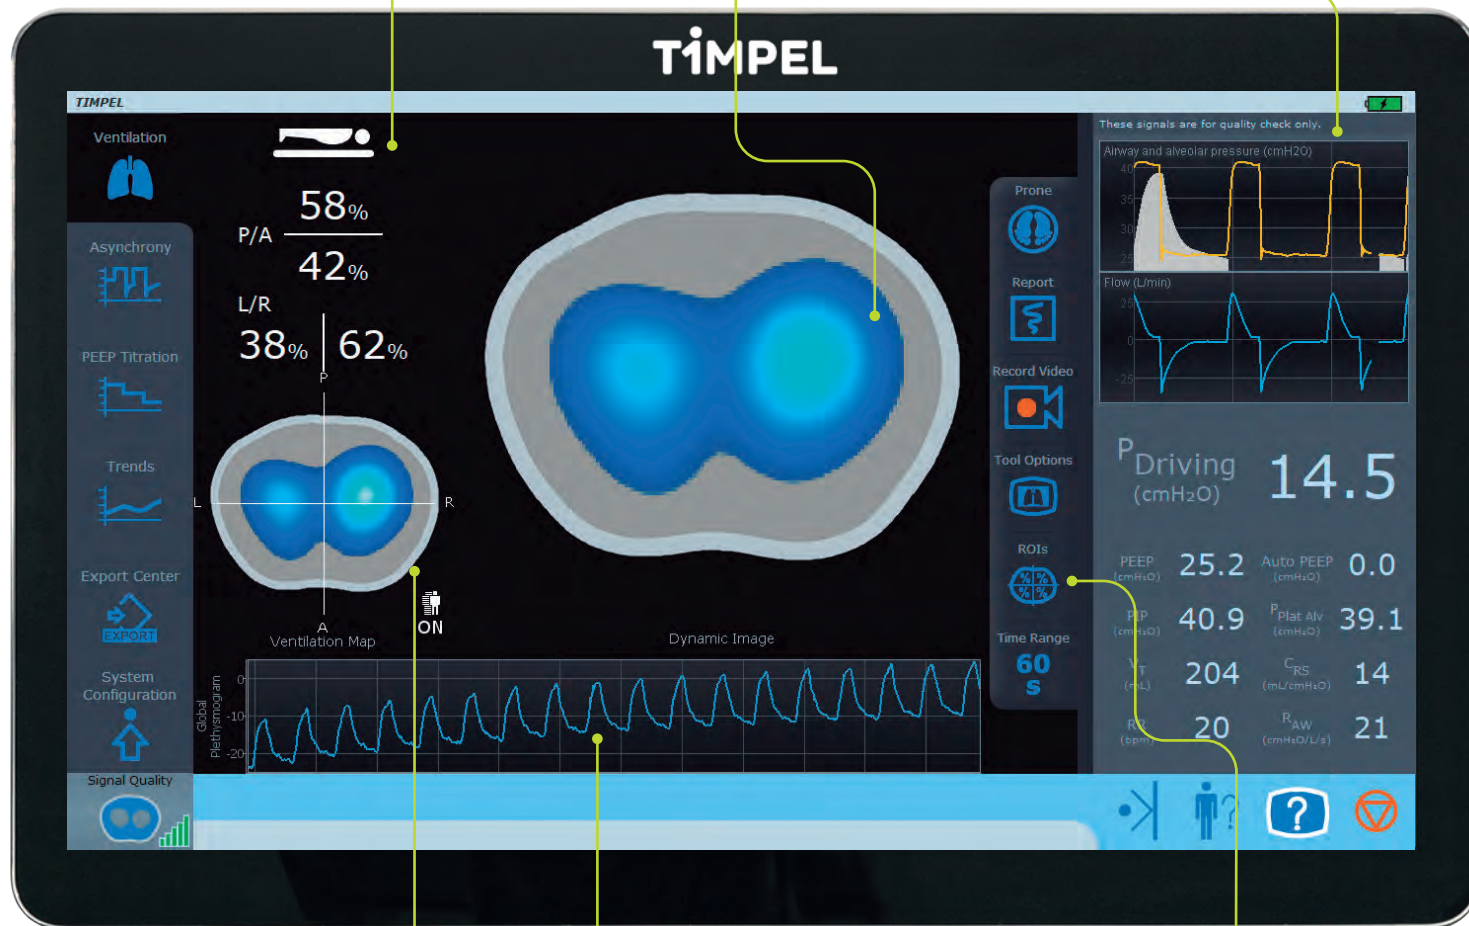 TIMPEL
TIMPEL
Ventilation
Asynchrony
PEEP Titration
Trends
Export Center
EXPORT
System
Configuration
Signal Quality
58%
P/A
42%
L/R
38% 62%
P
L R
A
ON
Ventilation Map
Dynamic Image
Global
Plethysmogram
0
-10
-20
Prone
Report
Record Video
Tool Options
ROIs
% %
% %
Time Range
60
s
These signals are for quality check only.
Airway and alveolar pressure (cmH2O)
40
35
30
25
Flow (L/min)
25
0
-25
PDriving
(cmH2O)
14.5
PEEP
(cmH2O)
25.2
Auto PEEP
(cmH2O)
0.0
PIP
(cmH2O)
40.9
PPlat Alv
(cmH2O)
39.1
VT
(mL)
204
CRS
(mL/cmH2O)
14
RR
(bpm)
20
RAW
(cmH2O/L/s)
21
?
?